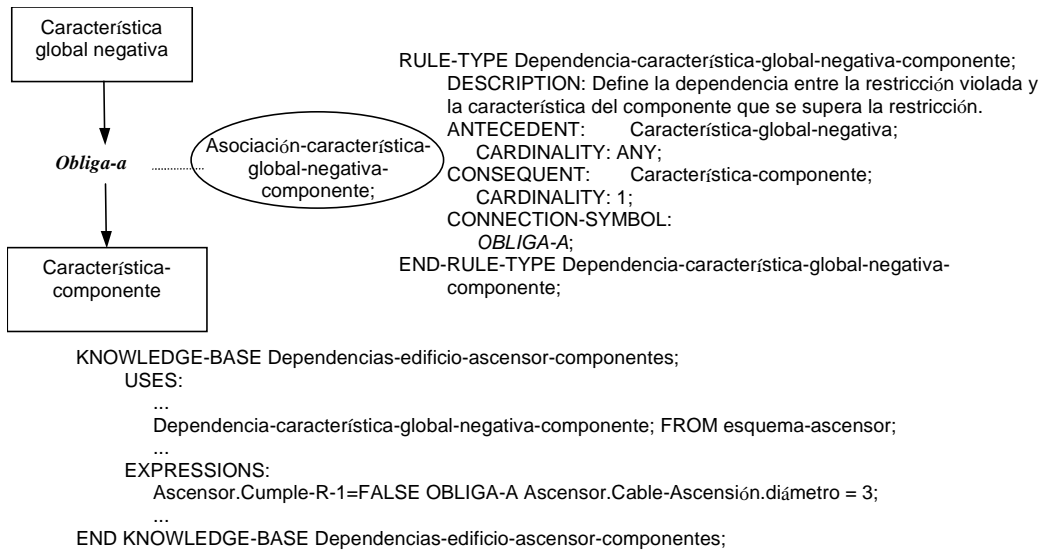 Característica
global negativa
Obliga-a
Asociación-característica-
global-negativa-
componente;
Característica-
componente
RULE-TYPE Dependencia-característica-global-negativa-componente;
DESCRIPTION: Define la dependencia entre la restricción violada y
la característica del componente que se supera la restricción.
ANTECEDENT: Característica-global-negativa;
CARDINALITY: ANY;
CONSEQUENT: Característica-componente;
CARDINALITY: 1;
CONNECTION-SYMBOL:
OBLIGA-A;
END-RULE-TYPE Dependencia-característica-global-negativa-
componente;
KNOWLEDGE-BASE Dependencias-edificio-ascensor-componentes;
USES:
...
Dependencia-característica-global-negativa-componente; FROM esquema-ascensor;
...
EXPRESSIONS:
Ascensor.Cumple-R-1=FALSE OBLIGA-A Ascensor.Cable-Ascensión.diámetro = 3;
...
END KNOWLEDGE-BASE Dependencias-edificio-ascensor-componentes;